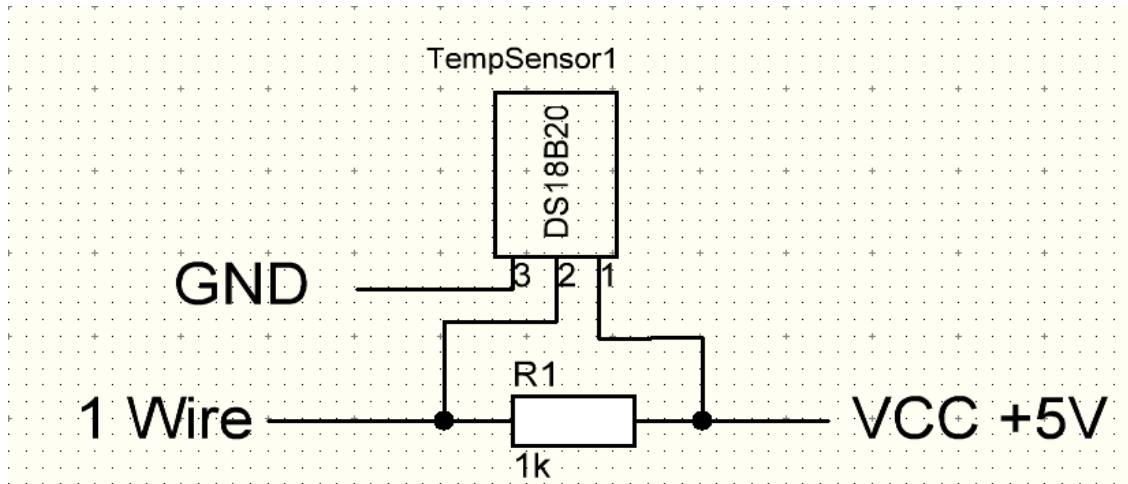 TempSensor1
DS18B20
3 2 1
GND
R1
1 Wire
VCC +5V
1k